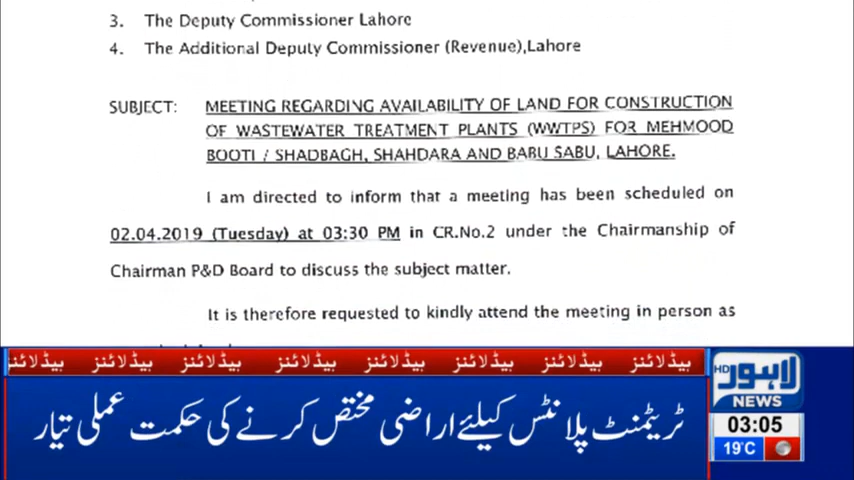 3. The Deputy Commissioner Lahore
4. The Additional Deputy Commissioner (Revenue),Lahore
SUBJECT: MEETING REGARDING AVAILABILITY OF LAND FOR CONSTRUCTION
OF WASTEWATER TREATMENT PLANTS (WWTPS) FOR MEHMOOD
BOOTI / SHADBAGH, SHAHDARA AND BABU SABU, LAHORE.
I am directed to inform that a meeting has been scheduled on
02.04.2019 (Tuesday) at 03:30 PM in CR.No.2 under the Chairmanship of
Chairman P&D Board to discuss the subject matter.
It is therefore requested to kindly attend the meeting in person as
ہیڈلائنز ہیڈلائنز ہیڈلائنز ہیڈلائنز ہیڈلائنز ہیڈلائنز ہیڈلائنز ہیڈلائنز
ٹریٹمنٹ پلانٹس کیلئے اراضی مختص کرنے کی حکمت عملی تیار
HD لاہور
NEWS
03:05
19°C